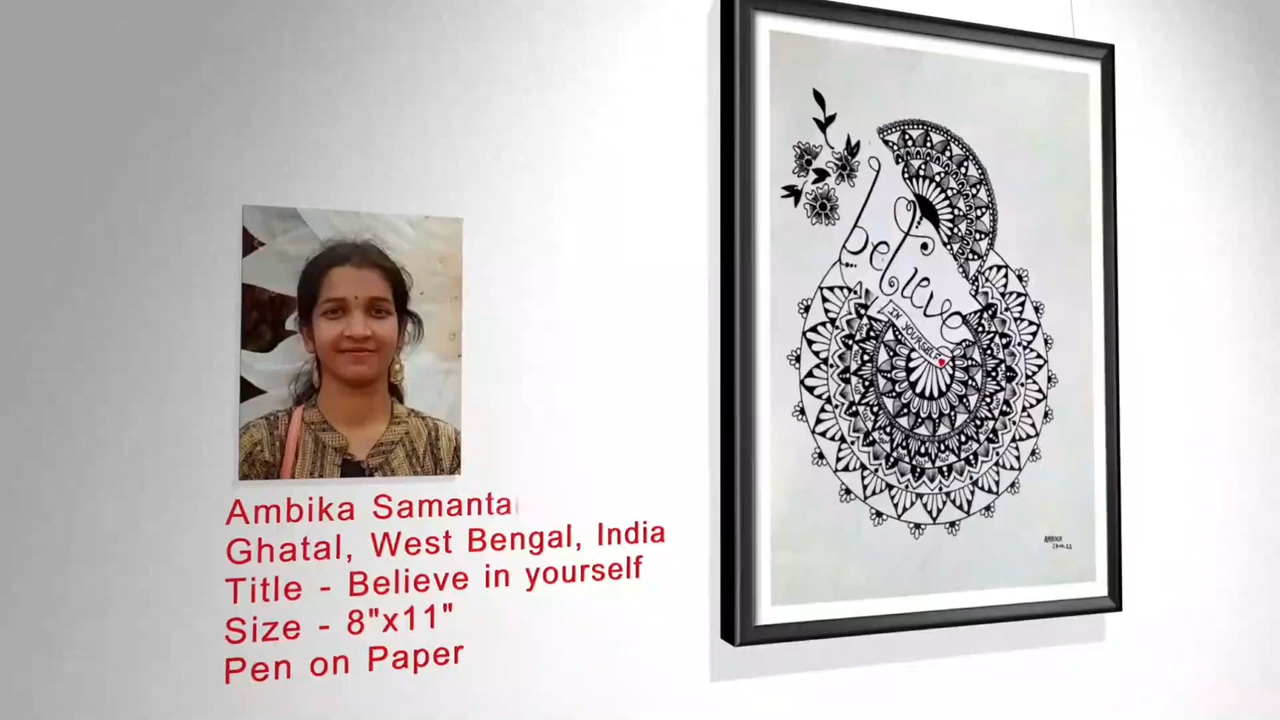 Ambika Samanta
Ghatal, West Bengal, India
Title - Believe in yourself
Size - 8"x11"
Pen on Paper
believe
IN YOURSELF
AMBIKA